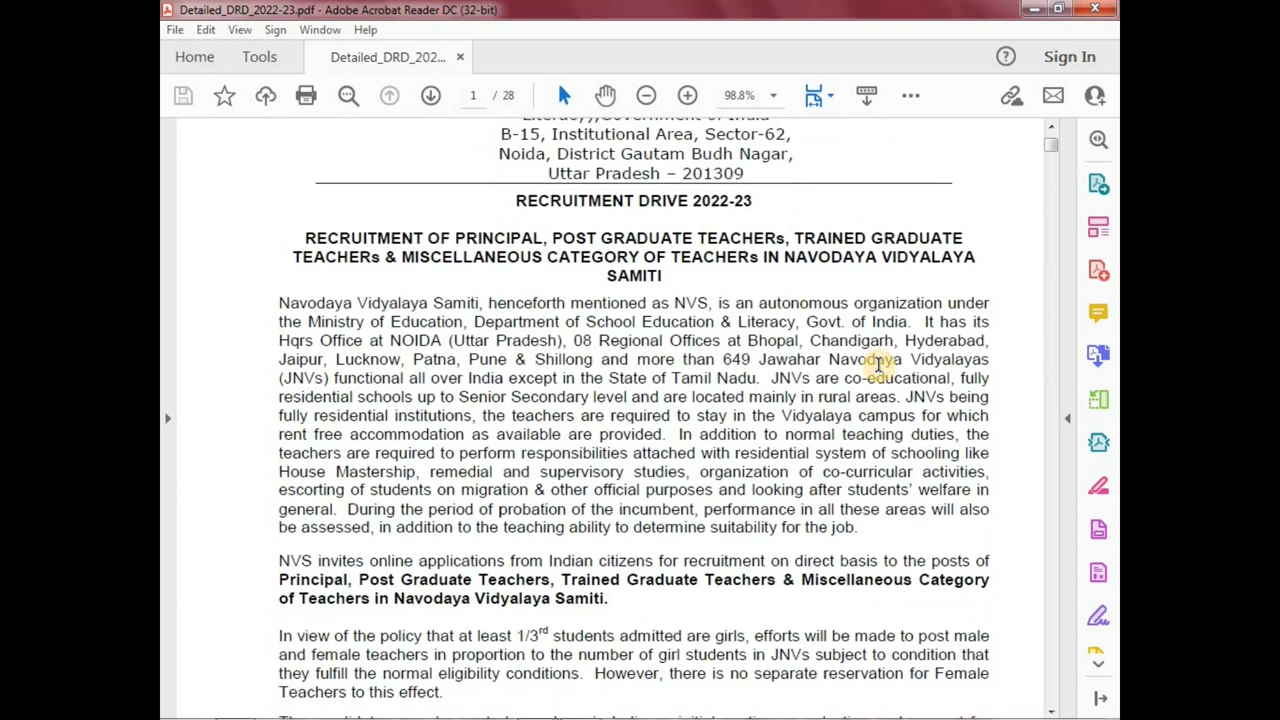 Detailed_DRD_2022-23.pdf - Adobe Acrobat Reader DC (32-bit)
File Edit View Sign Window Help
Home Tools Detailed_DRD_202... × Sign In
1 / 28 98.8%
Literacy), Government of India
B-15, Institutional Area, Sector-62,
Noida, District Gautam Budh Nagar,
Uttar Pradesh – 201309
RECRUITMENT DRIVE 2022-23
RECRUITMENT OF PRINCIPAL, POST GRADUATE TEACHERs, TRAINED GRADUATE
TEACHERs & MISCELLANEOUS CATEGORY OF TEACHERs IN NAVODAYA VIDYALAYA
SAMITI
Navodaya Vidyalaya Samiti, henceforth mentioned as NVS, is an autonomous organization under
the Ministry of Education, Department of School Education & Literacy, Govt. of India. It has its
Hqrs Office at NOIDA (Uttar Pradesh), 08 Regional Offices at Bhopal, Chandigarh, Hyderabad,
Jaipur, Lucknow, Patna, Pune & Shillong and more than 649 Jawahar Navodaya Vidyalayas
(JNVs) functional all over India except in the State of Tamil Nadu. JNVs are co-educational, fully
residential schools up to Senior Secondary level and are located mainly in rural areas. JNVs being
fully residential institutions, the teachers are required to stay in the Vidyalaya campus for which
rent free accommodation as available are provided. In addition to normal teaching duties, the
teachers are required to perform responsibilities attached with residential system of schooling like
House Mastership, remedial and supervisory studies, organization of co-curricular activities,
escorting of students on migration & other official purposes and looking after students' welfare in
general. During the period of probation of the incumbent, performance in all these areas will also
be assessed, in addition to the teaching ability to determine suitability for the job.
NVS invites online applications from Indian citizens for recruitment on direct basis to the posts of
Principal, Post Graduate Teachers, Trained Graduate Teachers & Miscellaneous Category
of Teachers in Navodaya Vidyalaya Samiti.
In view of the policy that at least 1/3rd students admitted are girls, efforts will be made to post male
and female teachers in proportion to the number of girl students in JNVs subject to condition that
they fulfill the normal eligibility conditions. However, there is no separate reservation for Female
Teachers to this effect.